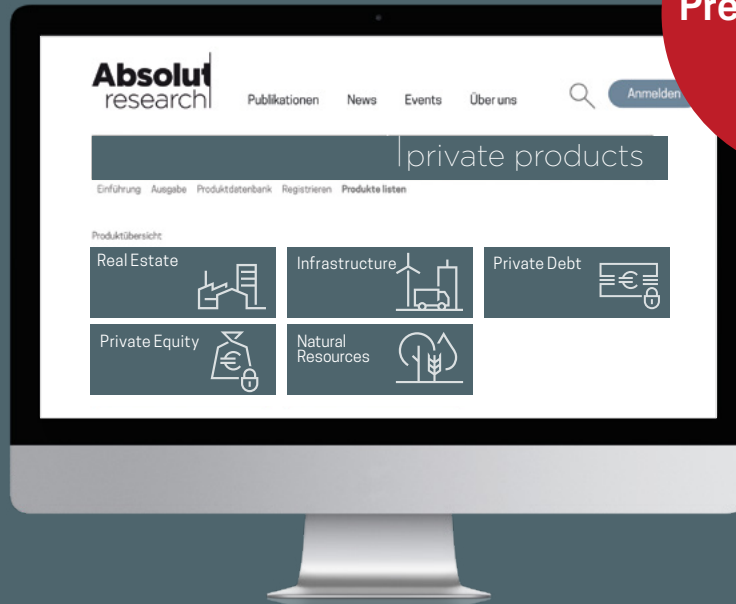 Absolut
research
Publikationen News Events Über uns
Anmelden
private products
Einführung Ausgabe Produktdatenbank Registrieren Produkte listen
Produktübersicht
Real Estate
Infrastructure
Private Debt
€
Private Equity
€
Natural
Resources